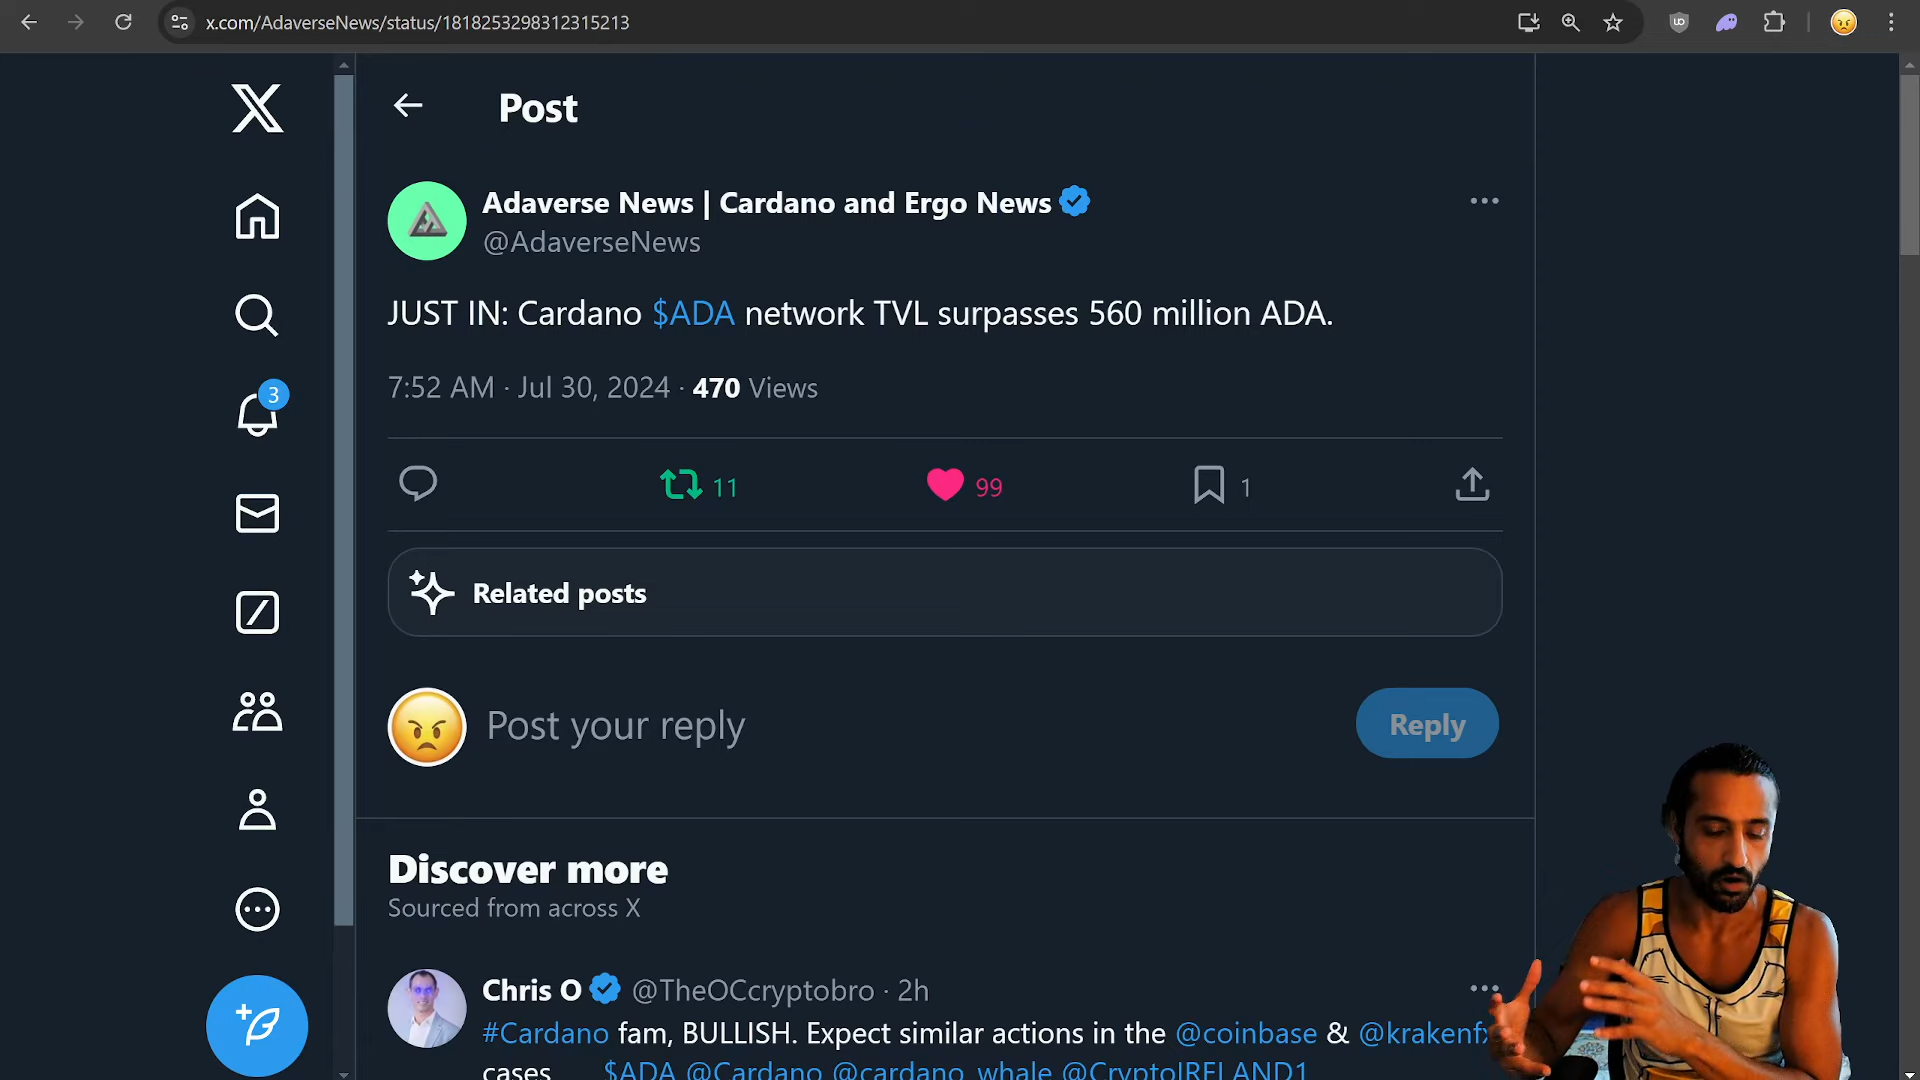 x.com/AdaverseNews/status/1818253298312315213
Post
Adaverse News | Cardano and Ergo News
@AdaverseNews
JUST IN: Cardano $ADA network TVL surpasses 560 million ADA.
7:52 AM · Jul 30, 2024 · 470 Views
3
11
99
1
Related posts
Post your reply
Reply
Discover more
Sourced from across X
Chris O @TheOCcryptobro · 2h
#Cardano fam, BULLISH. Expect similar actions in the @coinbase & @krakenfx
cases $ADA @Cardano @cardano_whale @CryptoIRELAND1